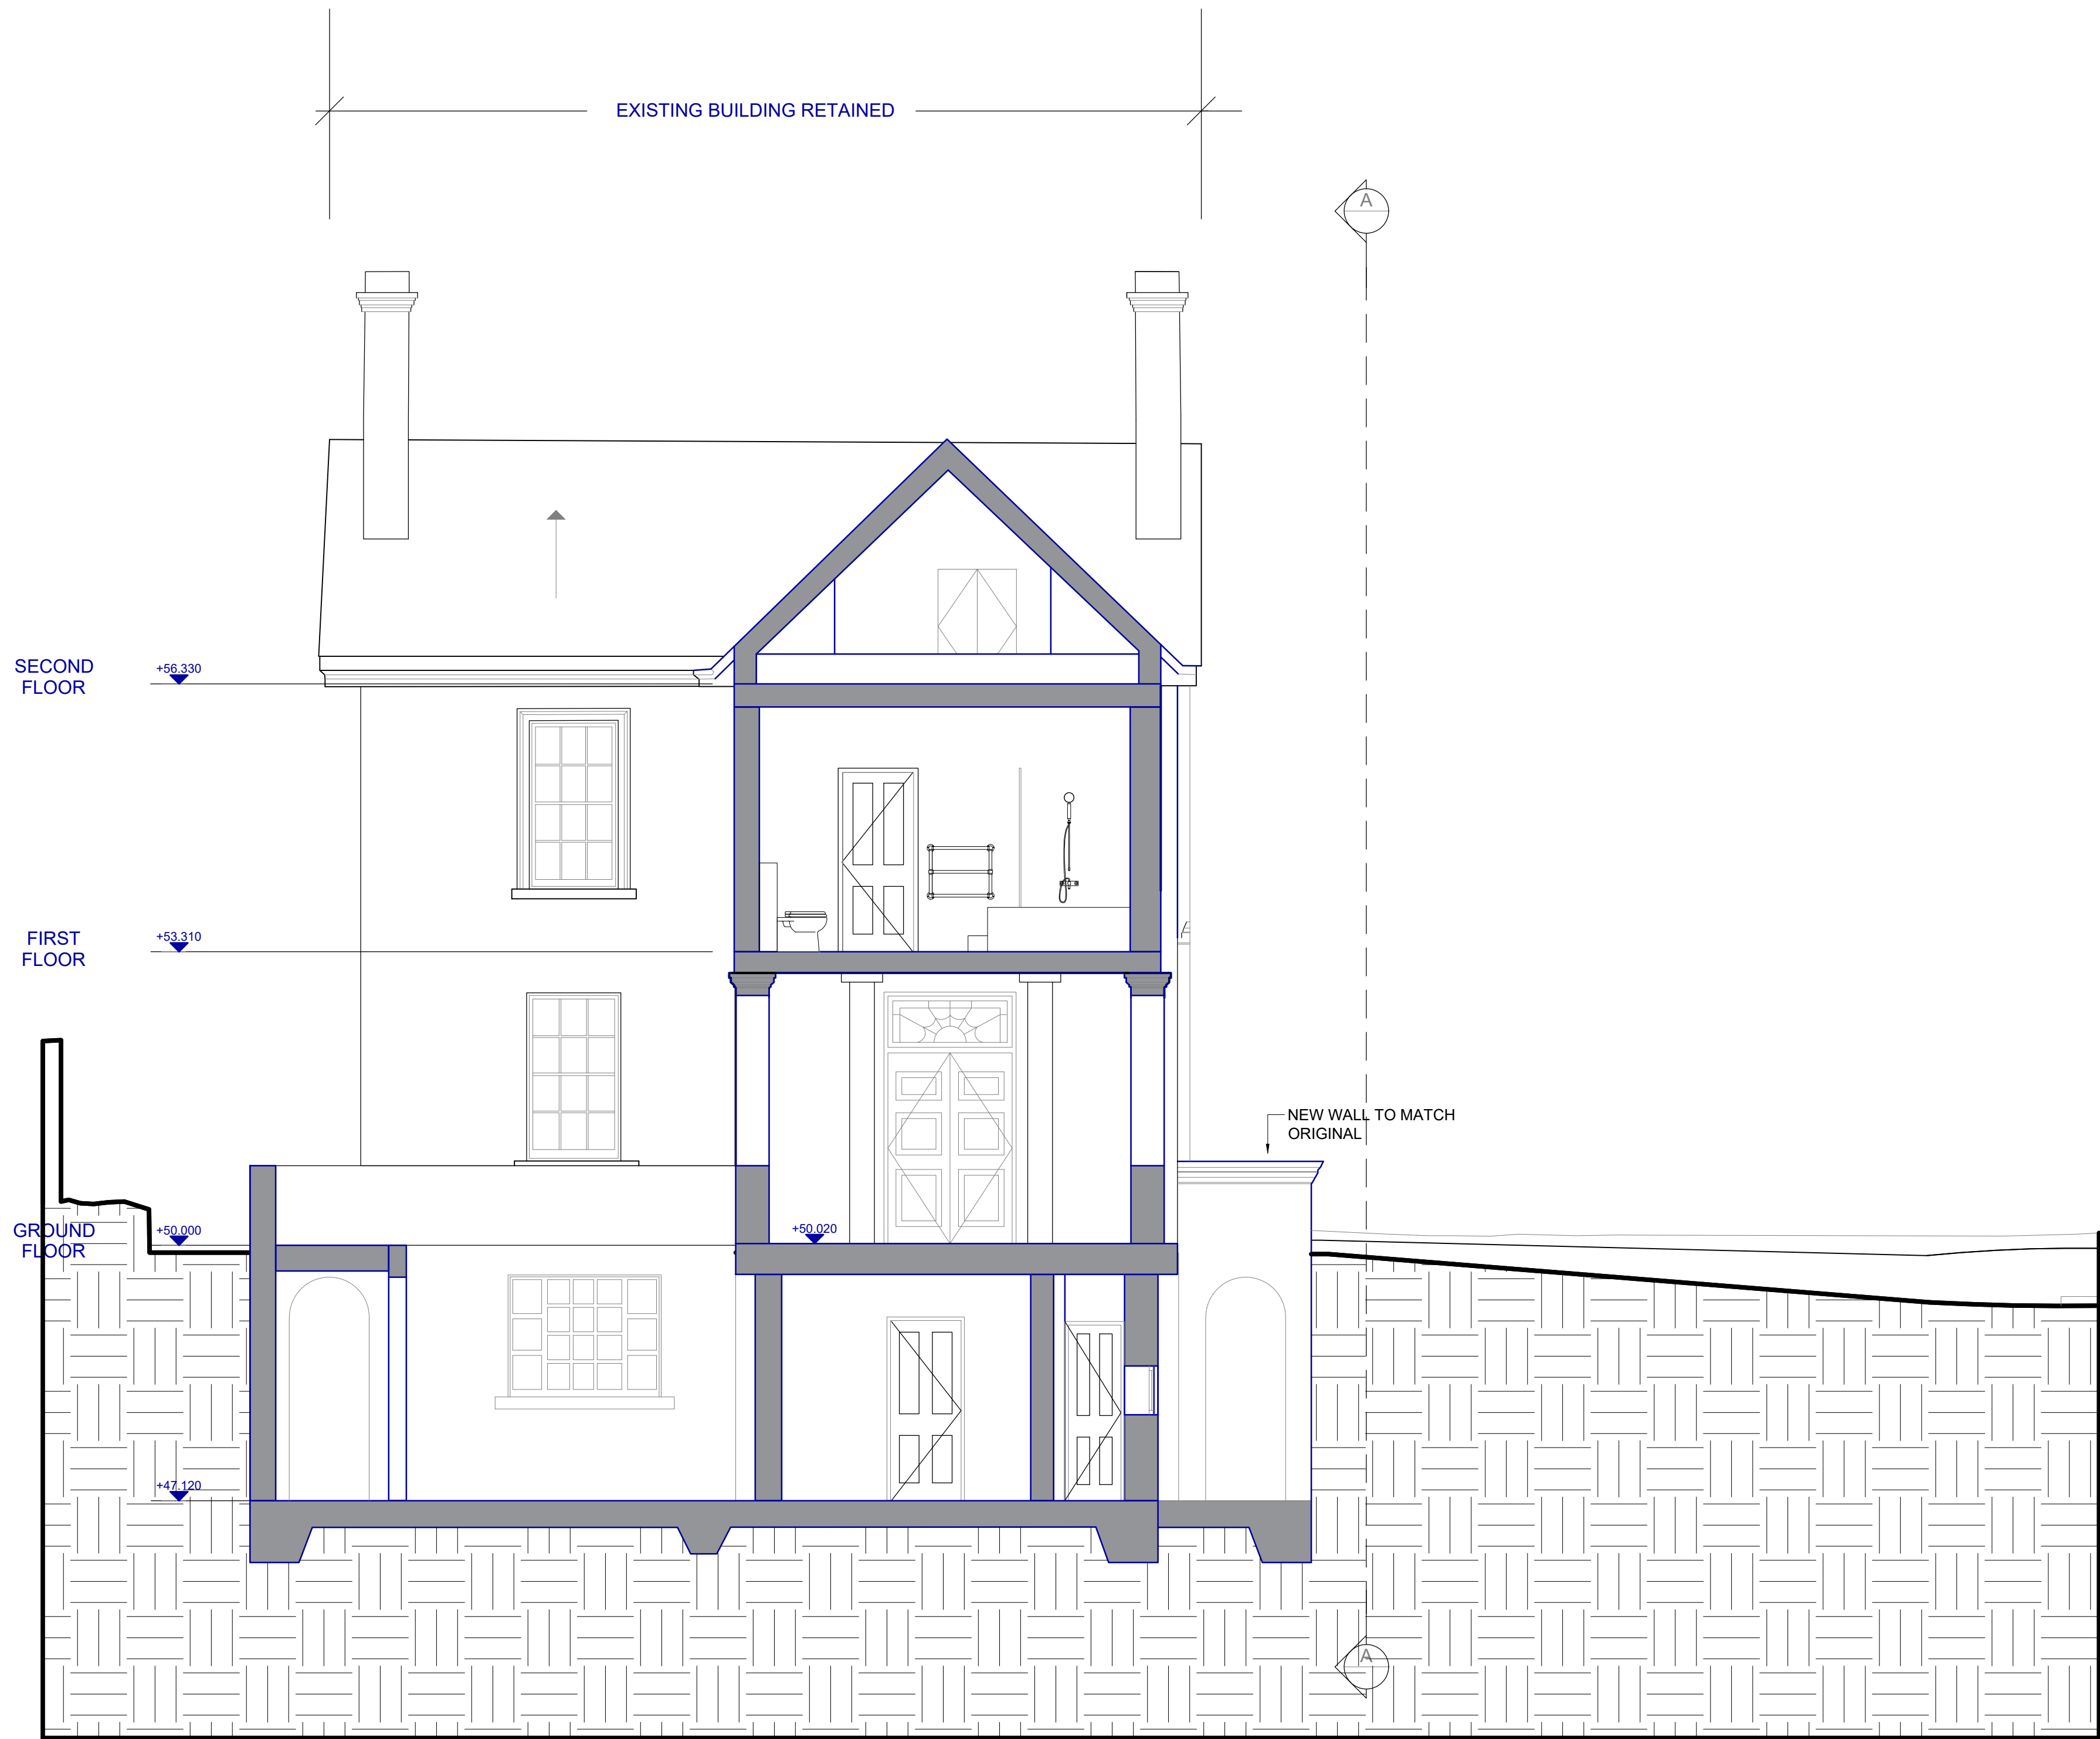 EXISTING BUILDING RETAINED
A
SECOND
FLOOR
+56.330
FIRST
FLOOR
+53.310
NEW WALL TO MATCH
ORIGINAL
GROUND
FLOOR
+50.000
+50.020
+47.120
A